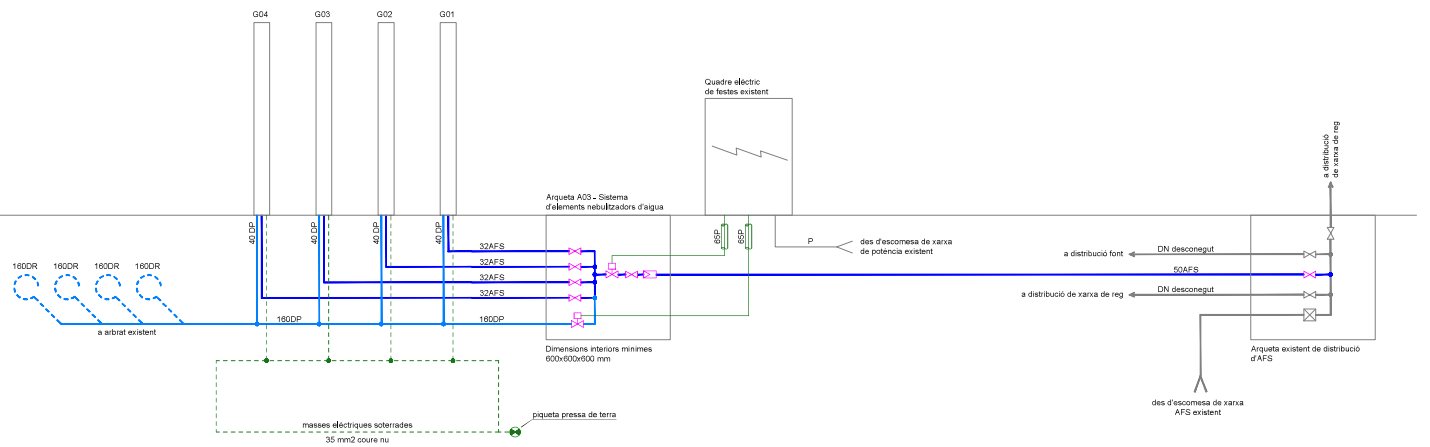 G04
G03
G02
G01
Quadre elèctric
de festes existent
a distribució
de xarxa de reg
Arqueta A03 - Sistema
d'elements nebulitzadors d'aigua
40 DP
40 DP
40 DP
40 DP
65P
65P
P
des d'escomesa de xarxa
de potència existent
32AFS
32AFS
32AFS
32AFS
a distribució font
DN desconegut
50AFS
a distribució de xarxa de reg
DN desconegut
160DR
160DR
160DR
160DR
a arbrat existent
160DP
160DP
Dimensions interiors mínimes
600x600x600 mm
Arqueta existent de distribució
d'AFS
des d'escomesa de xarxa
AFS existent
piqueta pressa de terra
masses elèctriques soterrades
35 mm2 coure nu